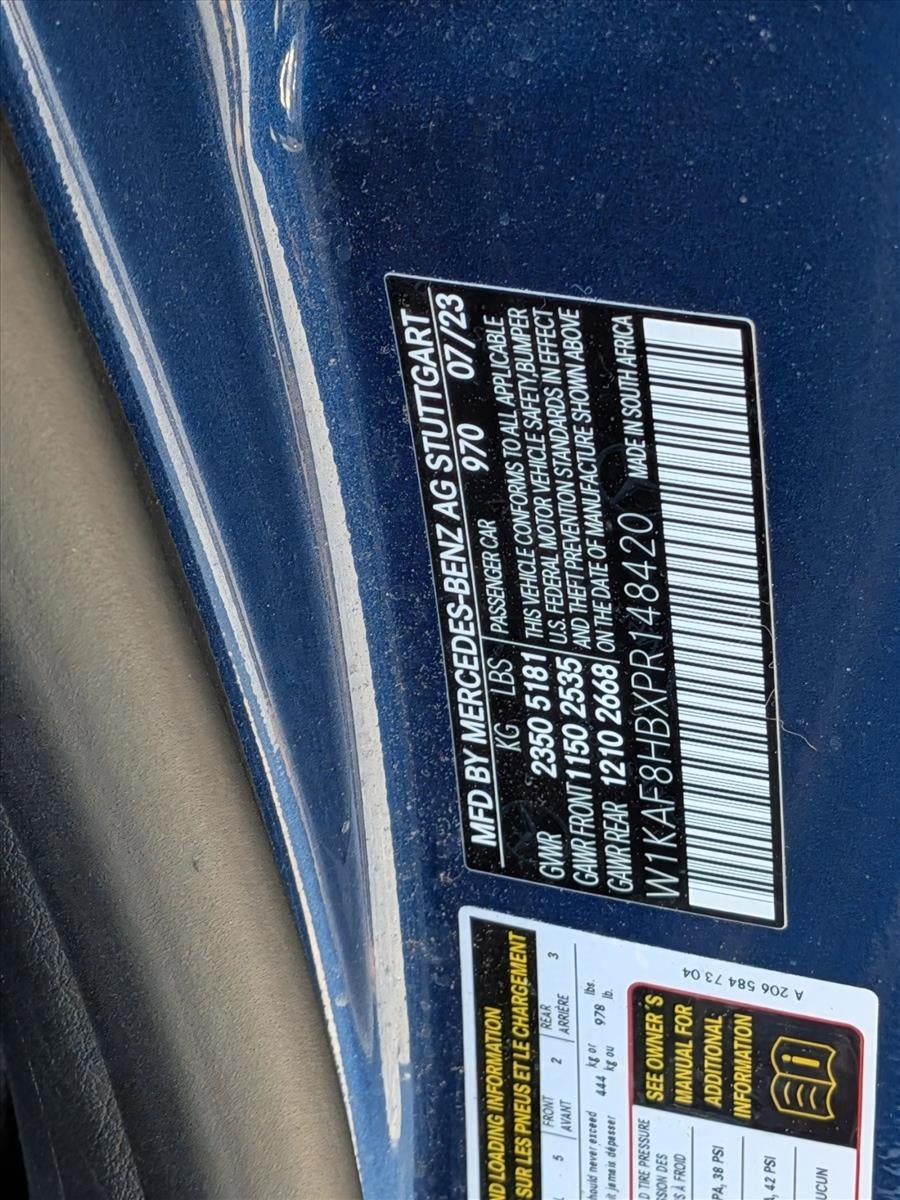 MFD BY MERCEDES-BENZ AG STUTTGART
KG LBS 970 07/23
GVWR 2350 5181
GAWR FRONT 1150 2535
GAWR REAR 1210 2668
PASSENGER CAR
THIS VEHICLE CONFORMS TO ALL APPLICABLE
U.S. FEDERAL MOTOR VEHICLE SAFETY,BUMPER
AND THEFT PREVENTION STANDARDS IN EFFECT
ON THE DATE OF MANUFACTURE SHOWN ABOVE
W1KAF8HBXPR148420 MADE IN SOUTH AFRICA
LOADING INFORMATION
SUR LES PNEUS ET LE CHARGEMENT
5 FRONT 2 REAR 3
AVANT ARRIÈRE
should never exceed 444 kg or 978 lbs.
jamais dépasser kg ou lb.
TIRE PRESSURE
À FROID
38 PSI
42 PSI
SEE OWNER'S
MANUAL FOR
ADDITIONAL
INFORMATION
A 206 584 73 04